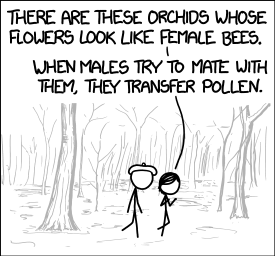 THERE ARE THESE ORCHIDS WHOSE
FLOWERS LOOK LIKE FEMALE BEES.
WHEN MALES TRY TO MATE WITH
THEM, THEY TRANSFER POLLEN.